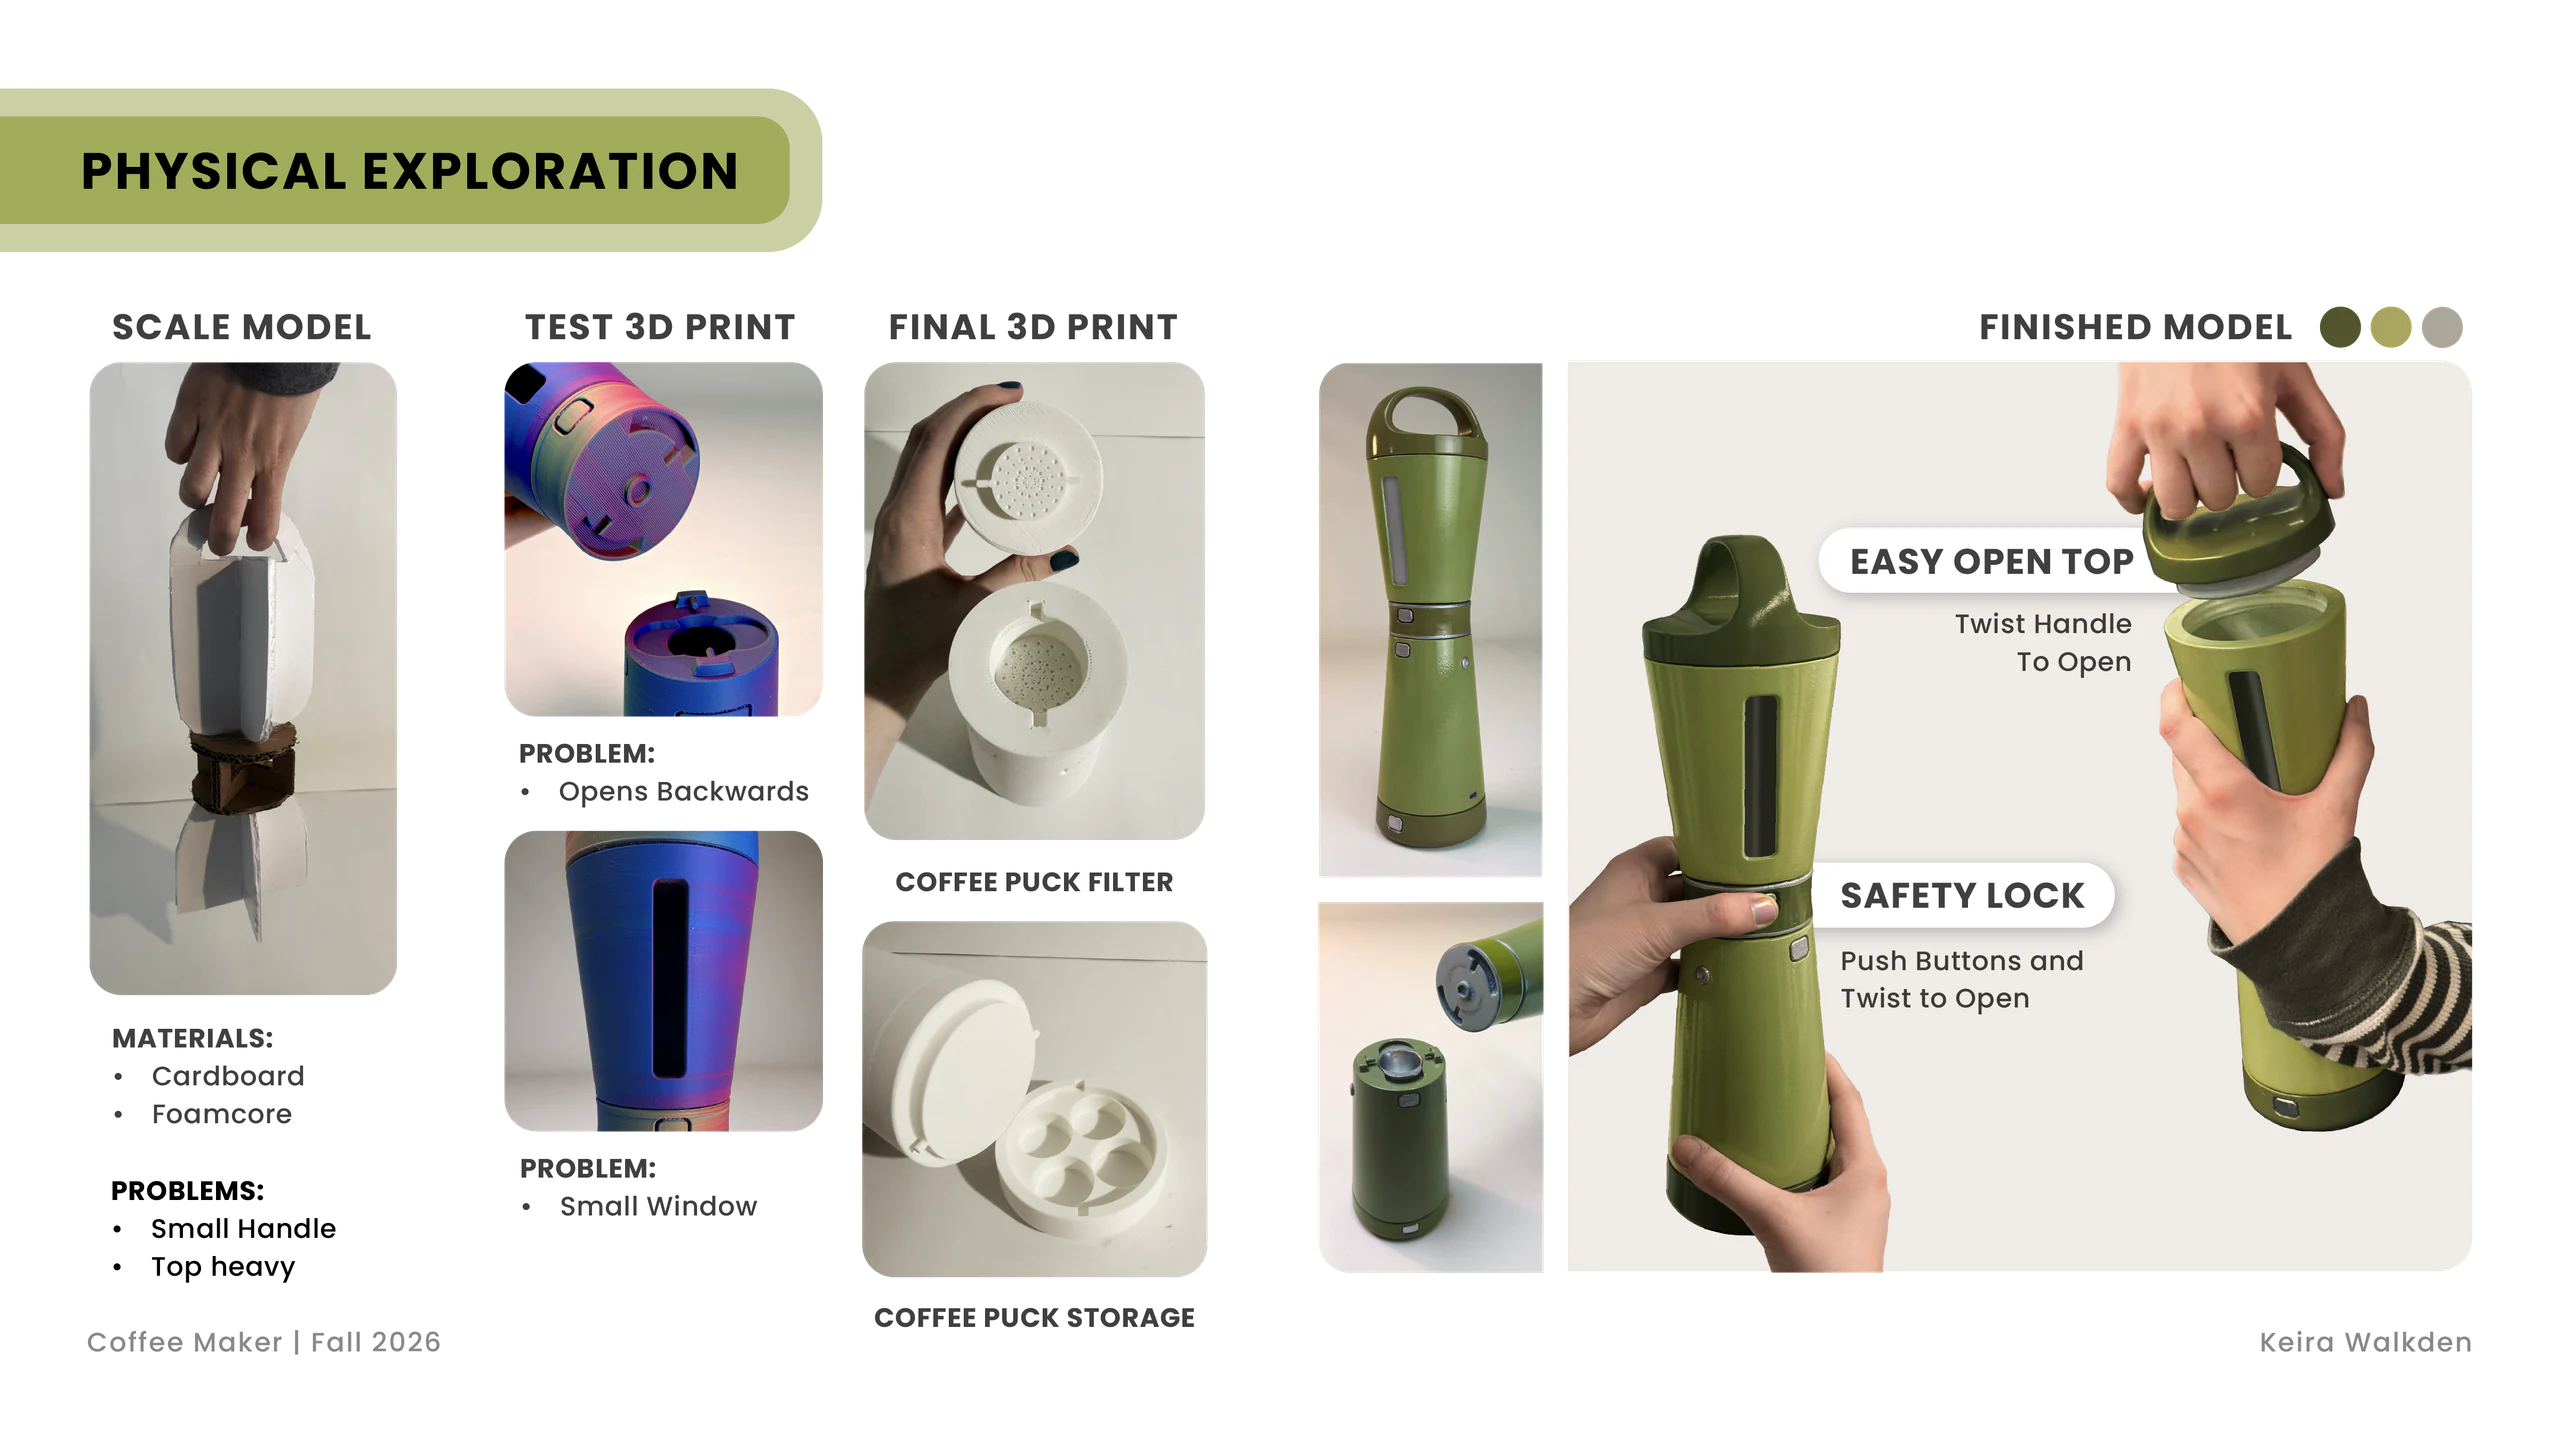 PHYSICAL EXPLORATION
SCALE MODEL
MATERIALS:
• Cardboard
• Foamcore
PROBLEMS:
• Small Handle
• Top heavy
TEST 3D PRINT
PROBLEM:
• Opens Backwards
PROBLEM:
• Small Window
FINAL 3D PRINT
COFFEE PUCK FILTER
COFFEE PUCK STORAGE
FINISHED MODEL
EASY OPEN TOP
Twist Handle
To Open
SAFETY LOCK
Push Buttons and
Twist to Open
Coffee Maker | Fall 2026
Keira Walkden